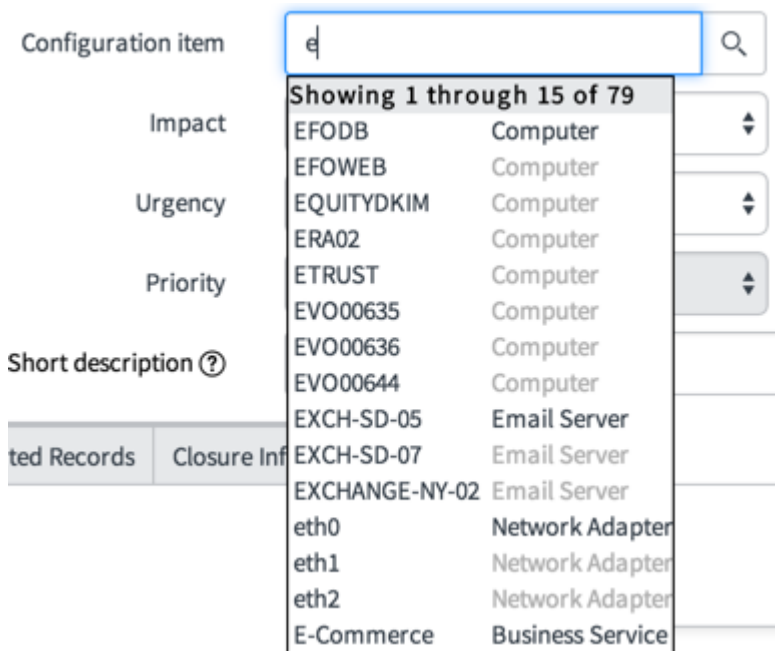 Configuration item e
Showing 1 through 15 of 79
Impact
EFODB Computer
EFOWEB Computer
Urgency
EQUITYDKIM Computer
ERA02 Computer
Priority
ETRUST Computer
EVO00635 Computer
EVO00636 Computer
Short description ?
EVO00644 Computer
EXCH-SD-05 Email Server
ted Records Closure Inf
EXCH-SD-07 Email Server
EXCHANGE-NY-02 Email Server
eth0 Network Adapter
eth1 Network Adapter
eth2 Network Adapter
E-Commerce Business Service